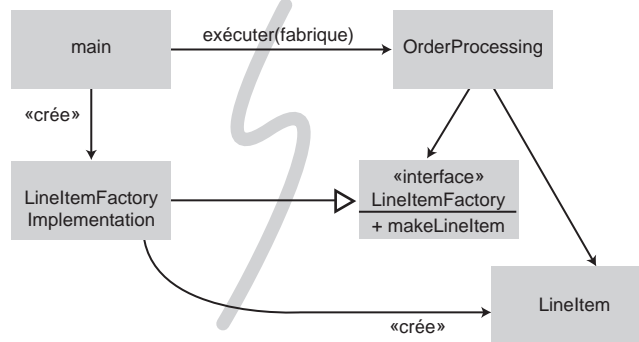 main
exécuter(fabrique)
OrderProcessing
«crée»
LineItemFactory
Implementation
«interface»
LineItemFactory
+ makeLineItem
LineItem
«crée»